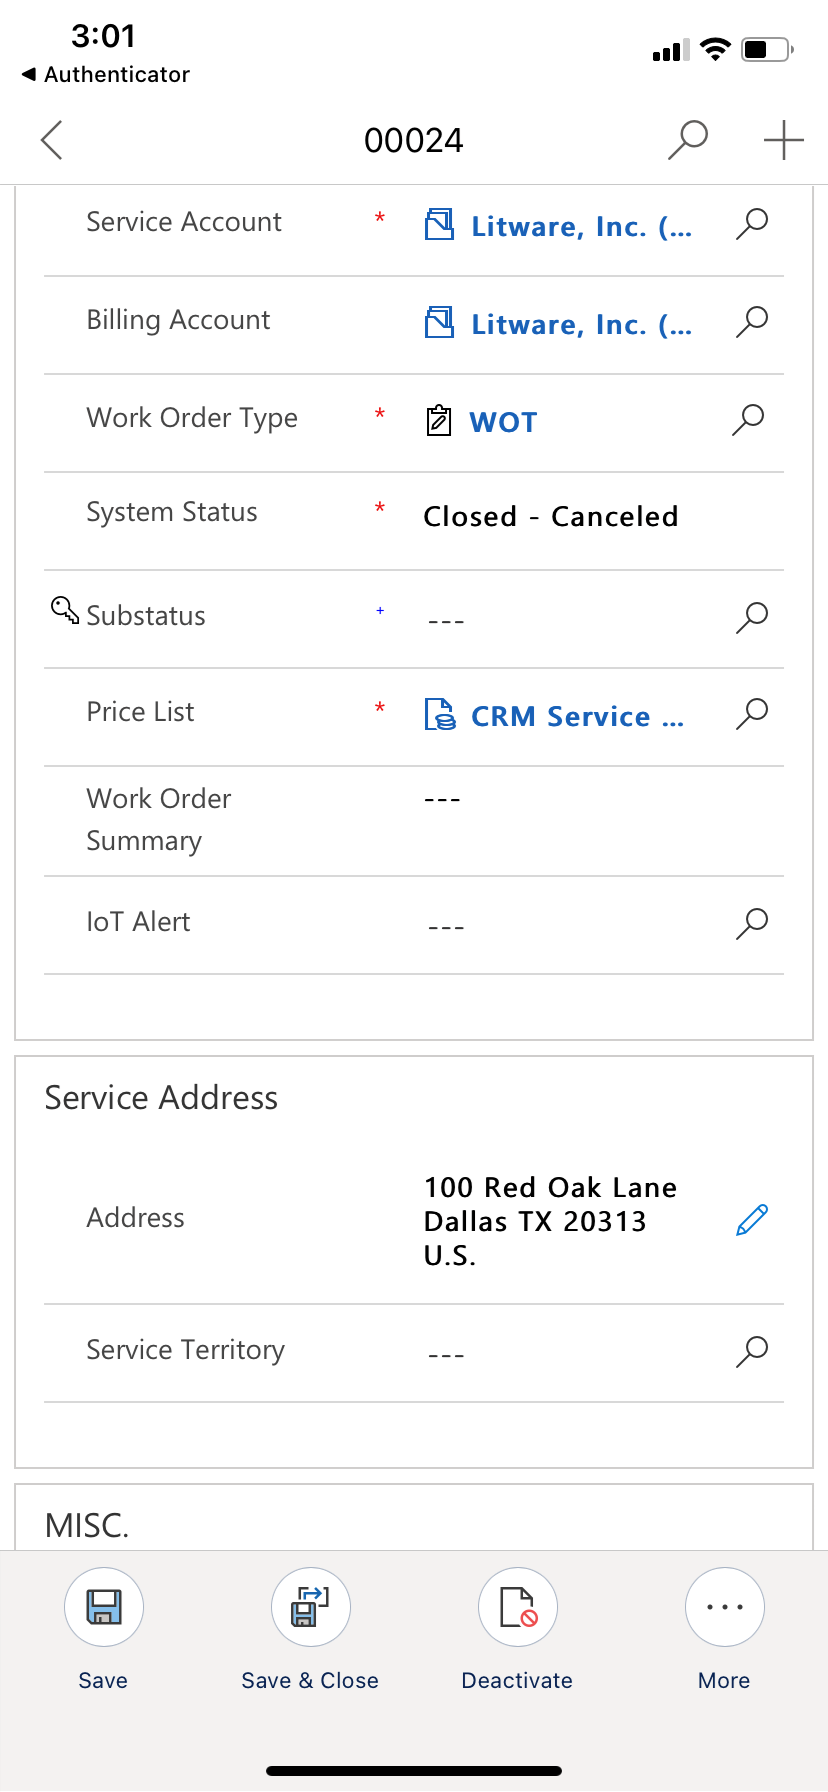 3:01
Authenticator
00024
Service Account * Litware, Inc. (...
Billing Account Litware, Inc. (...
Work Order Type * WOT
System Status * Closed - Canceled
Substatus + ---
Price List * CRM Service ...
Work Order
Summary
---
IoT Alert ---
Service Address
Address
100 Red Oak Lane
Dallas TX 20313
U.S.
Service Territory ---
MISC.
Save Save & Close Deactivate More